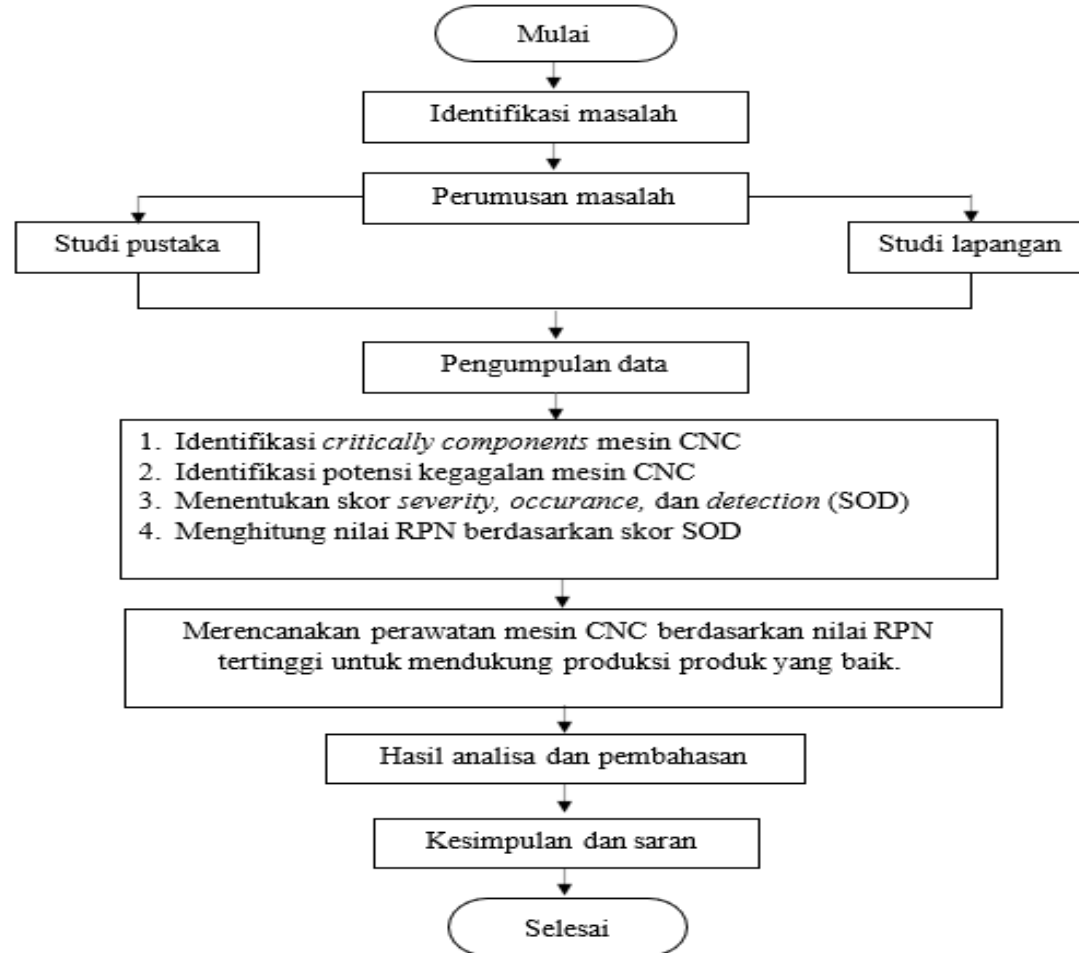 Mulai
Identifikasi masalah
Perumusan masalah
Studi pustaka
Studi lapangan
Pengumpulan data
1. Identifikasi critically components mesin CNC
2. Identifikasi potensi kegagalan mesin CNC
3. Menentukan skor severity, occurance, dan detection (SOD)
4. Menghitung nilai RPN berdasarkan skor SOD
Merencanakan perawatan mesin CNC berdasarkan nilai RPN
tertinggi untuk mendukung produksi produk yang baik.
Hasil analisa dan pembahasan
Kesimpulan dan saran
Selesai